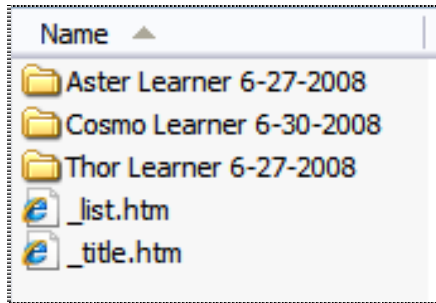 Name
Aster Learner 6-27-2008
Cosmo Learner 6-30-2008
Thor Learner 6-27-2008
_list.htm
_title.htm